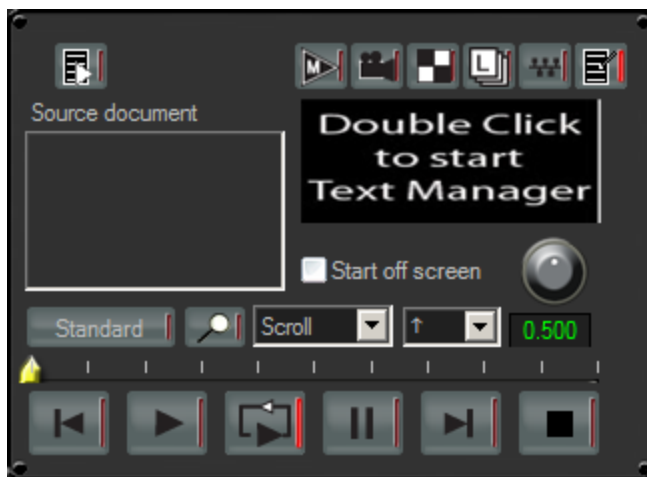 M
L
Source document
Double Click
to start
Text Manager
Start off screen
Standard
Scroll
↑
0.500